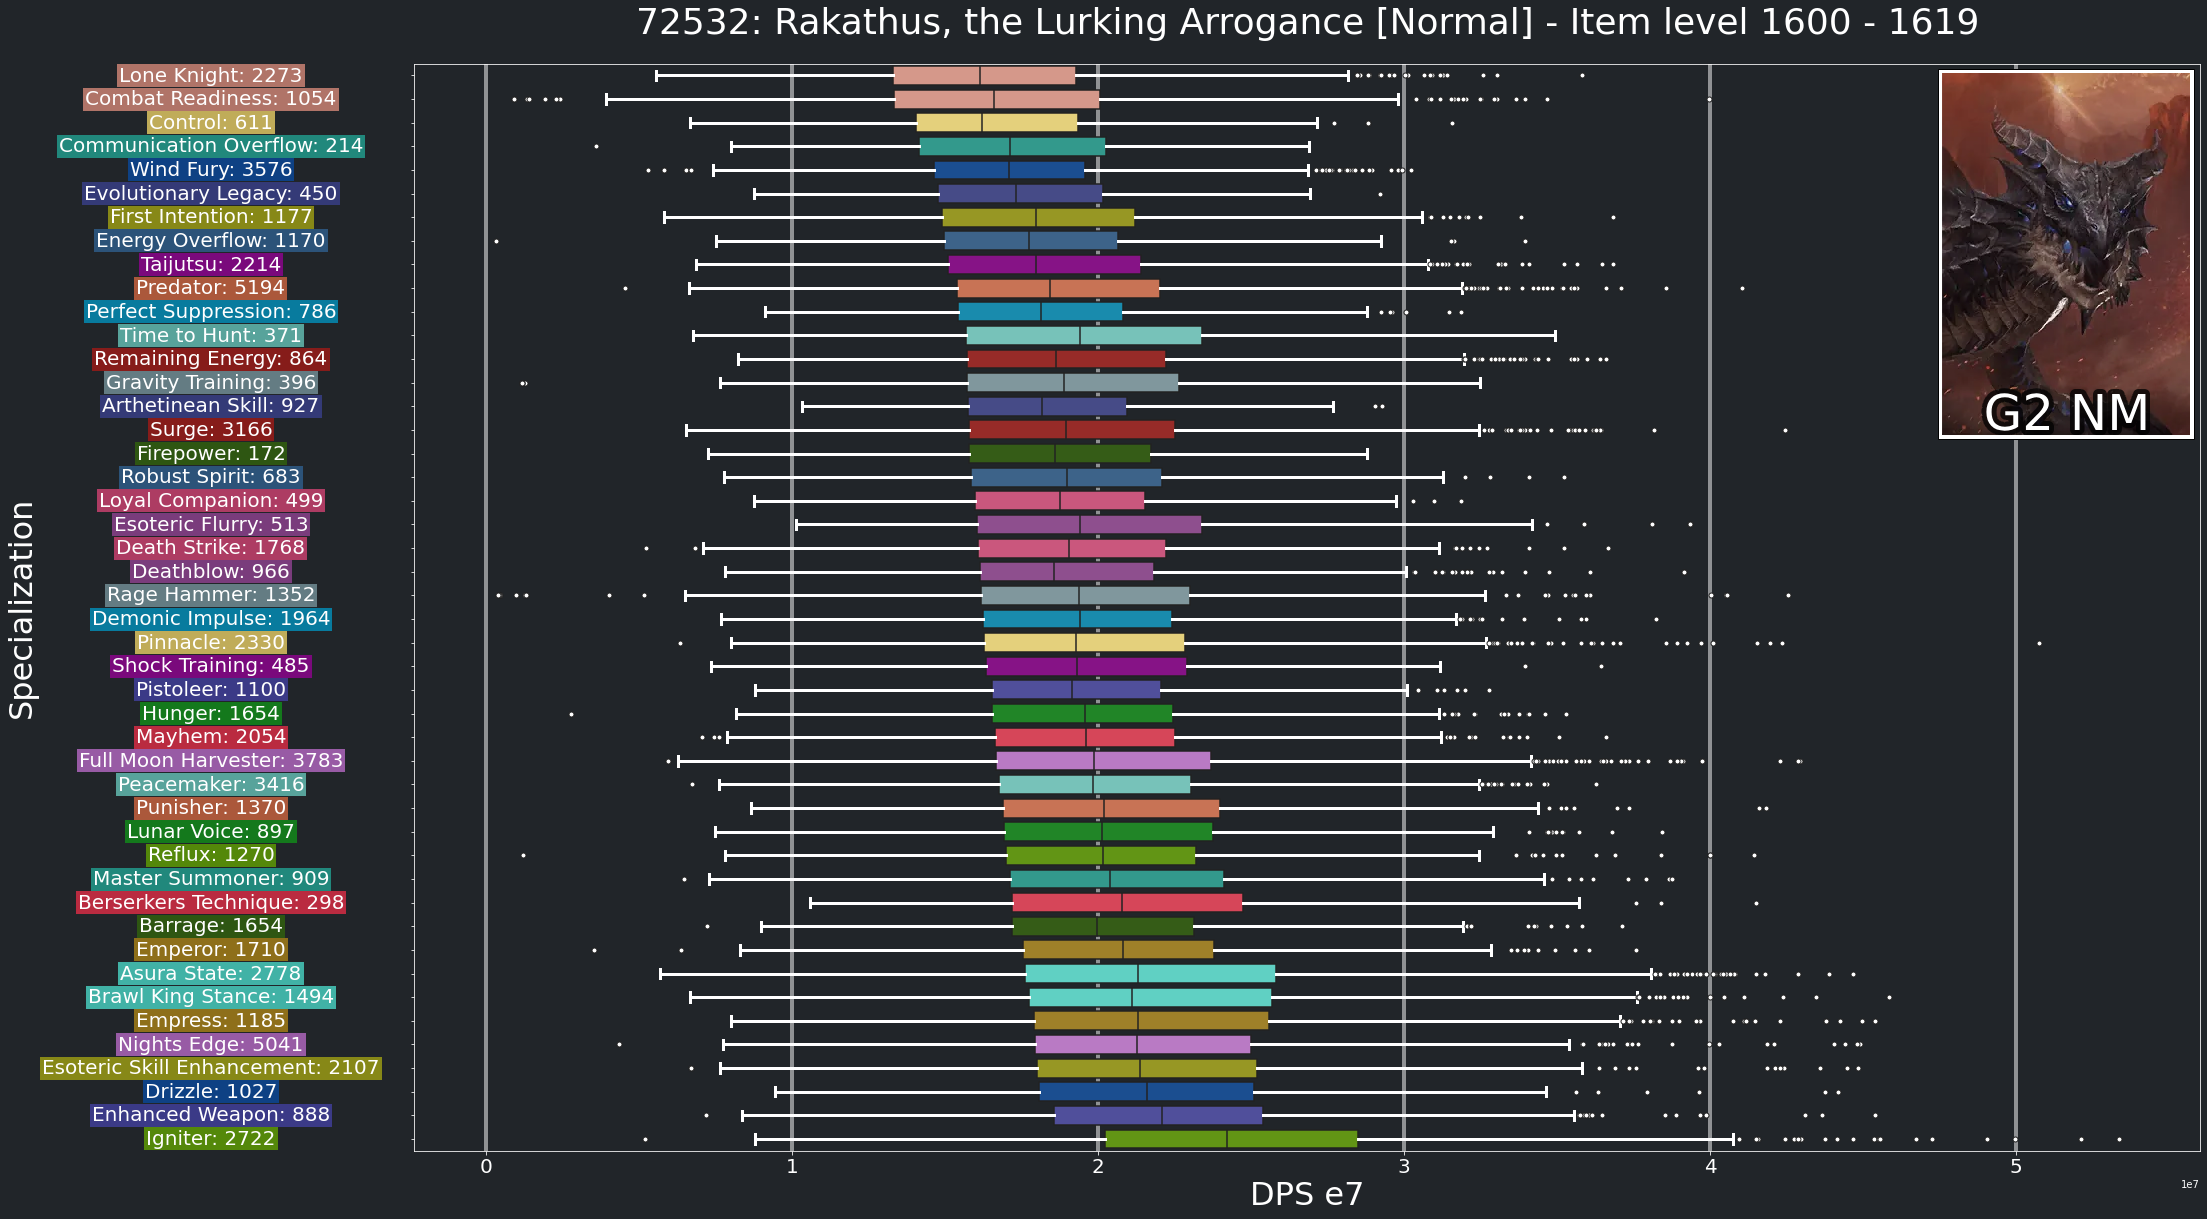 72532: Rakathus, the Lurking Arrogance [Normal] - Item level 1600 - 1619
Lone Knight: 2273
Combat Readiness: 1054
Control: 611
Communication Overflow: 214
Wind Fury: 3576
Evolutionary Legacy: 450
First Intention: 1177
Energy Overflow: 1170
Taijutsu: 2214
Predator: 5194
Perfect Suppression: 786
Time to Hunt: 371
Remaining Energy: 864
Gravity Training: 396
Arthetinean Skill: 927
Surge: 3166
Firepower: 172
Robust Spirit: 683
Loyal Companion: 499
Esoteric Flurry: 513
Death Strike: 1768
Deathblow: 966
Rage Hammer: 1352
Demonic Impulse: 1964
Pinnacle: 2330
Shock Training: 485
Pistoleer: 1100
Hunger: 1654
Mayhem: 2054
Full Moon Harvester: 3783
Peacemaker: 3416
Punisher: 1370
Lunar Voice: 897
Reflux: 1270
Master Summoner: 909
Berserkers Technique: 298
Barrage: 1654
Emperor: 1710
Asura State: 2778
Brawl King Stance: 1494
Empress: 1185
Nights Edge: 5041
Esoteric Skill Enhancement: 2107
Drizzle: 1027
Enhanced Weapon: 888
Igniter: 2722
Specialization
G2 NM
0 1 2 3 4 5
DPS e7
1e7